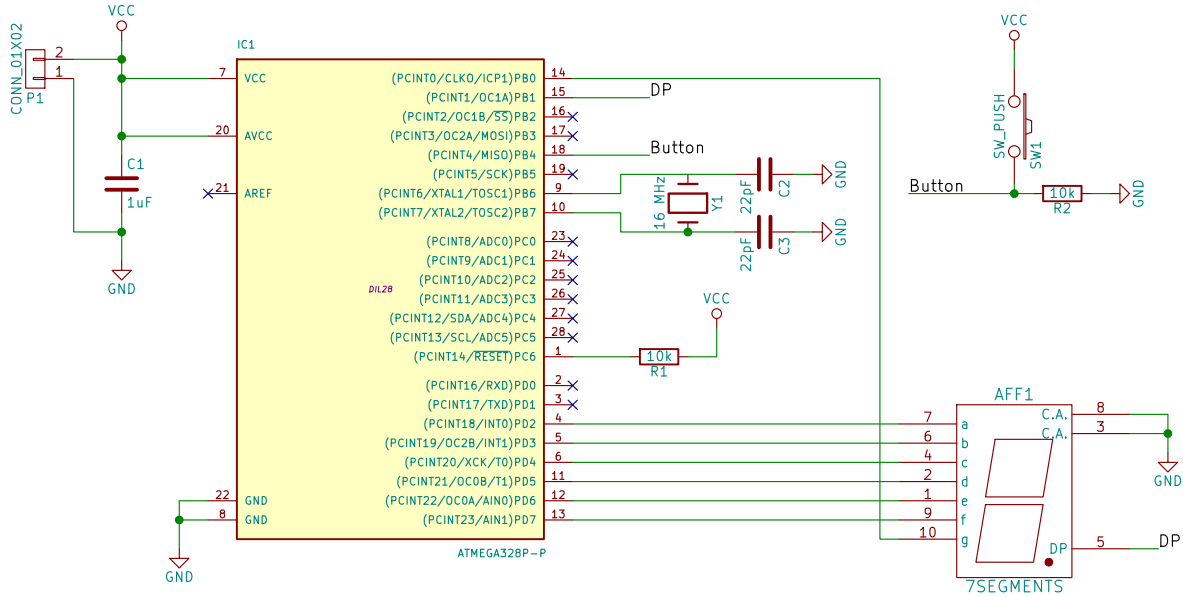 VCC
CONN_01X02
2
1
P1
C1
1uF
GND
IC1
7 VCC
20 AVCC
21 AREF
22 GND
8 GND
GND
DIL28
ATMEGA328P-P
(PCINT0/CLKO/ICP1)PB0 14
(PCINT1/OC1A)PB1 15 DP
(PCINT2/OC1B/SS)PB2 16
(PCINT3/OC2A/MOSI)PB3 17
(PCINT4/MISO)PB4 18 Button
(PCINT5/SCK)PB5 19
(PCINT6/XTAL1/TOSC1)PB6 9
(PCINT7/XTAL2/TOSC2)PB7 10
(PCINT8/ADC0)PC0 23
(PCINT9/ADC1)PC1 24
(PCINT10/ADC2)PC2 25
(PCINT11/ADC3)PC3 26
(PCINT12/SDA/ADC4)PC4 27
(PCINT13/SCL/ADC5)PC5 28
(PCINT14/RESET)PC6 1
(PCINT16/RXD)PD0 2
(PCINT17/TXD)PD1 3
(PCINT18/INT0)PD2 4
(PCINT19/OC2B/INT1)PD3 5
(PCINT20/XCK/T0)PD4 6
(PCINT21/OC0B/T1)PD5 11
(PCINT22/OC0A/AIN0)PD6 12
(PCINT23/AIN1)PD7 13
16 MHz
Y1
22pF
C2
GND
22pF
C3
GND
VCC
10k
R1
VCC
SW_PUSH
SW1
Button
10k
R2
GND
AFF1
7 a
6 b
4 c
2 d
1 e
9 f
10 g
C.A. 8
C.A. 3
GND
DP 5 DP
7SEGMENTS